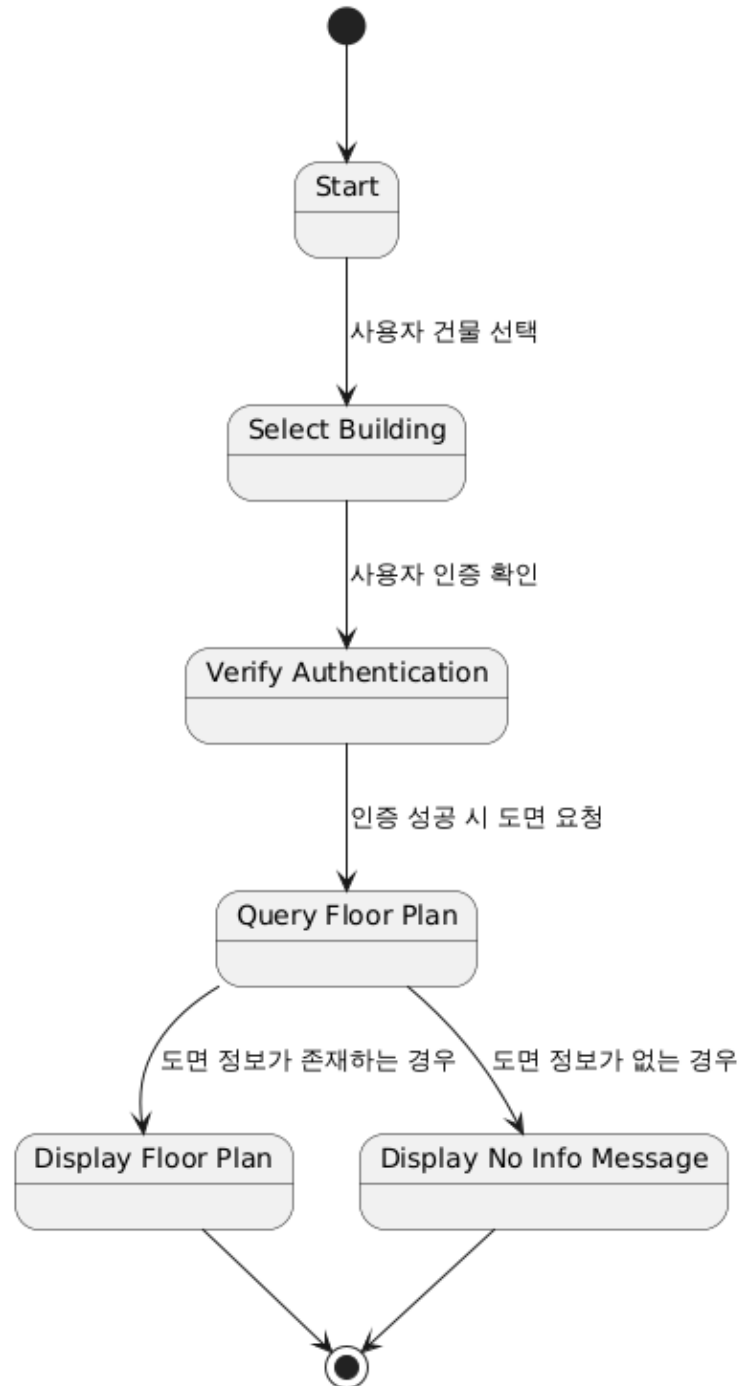 Start
사용자 건물 선택
Select Building
사용자 인증 확인
Verify Authentication
인증 성공 시 도면 요청
Query Floor Plan
도면 정보가 존재하는 경우
도면 정보가 없는 경우
Display Floor Plan
Display No Info Message